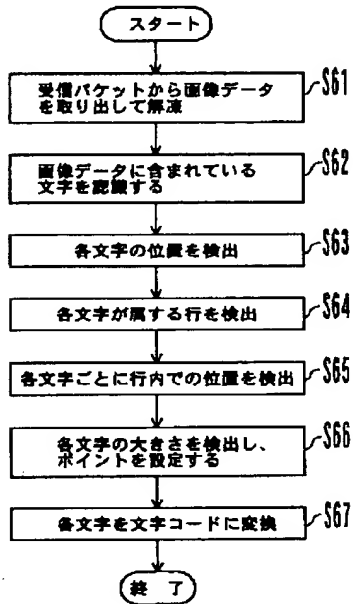 スタート
受信パケットから画像データ
を取り出して解凍
S61
画像データに含まれている
文字を認識する
S62
各文字の位置を検出
S63
各文字が属する行を検出
S64
各文字ごとに行内での位置を検出
S65
各文字の大きさを検出し、
ポイントを設定する
S66
各文字を文字コードに変換
S67
終 了